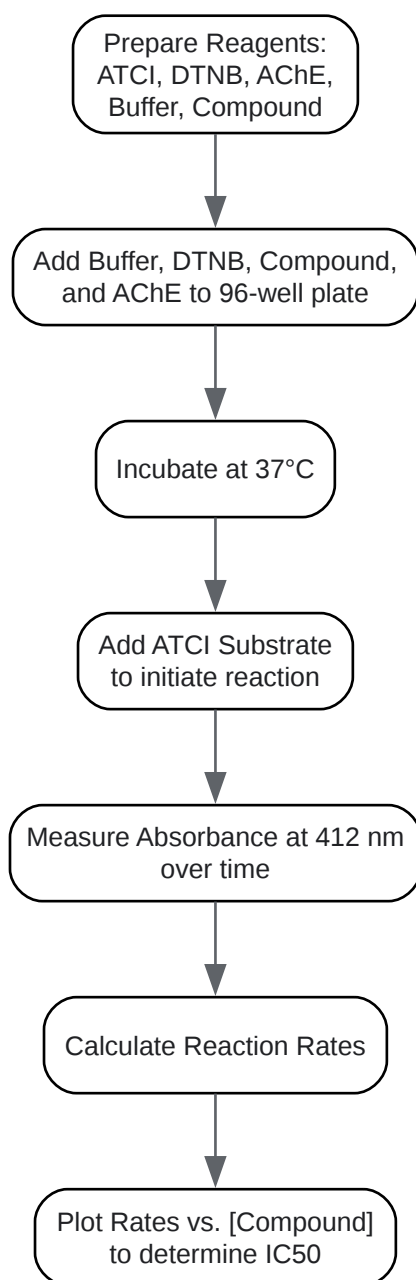 Prepare Reagents:
ATCI, DTNB, AChE,
Buffer, Compound
Add Buffer, DTNB, Compound,
and AChE to 96-well plate
Incubate at 37°C
Add ATCI Substrate
to initiate reaction
Measure Absorbance at 412 nm
over time
Calculate Reaction Rates
Plot Rates vs. [Compound]
to determine IC50